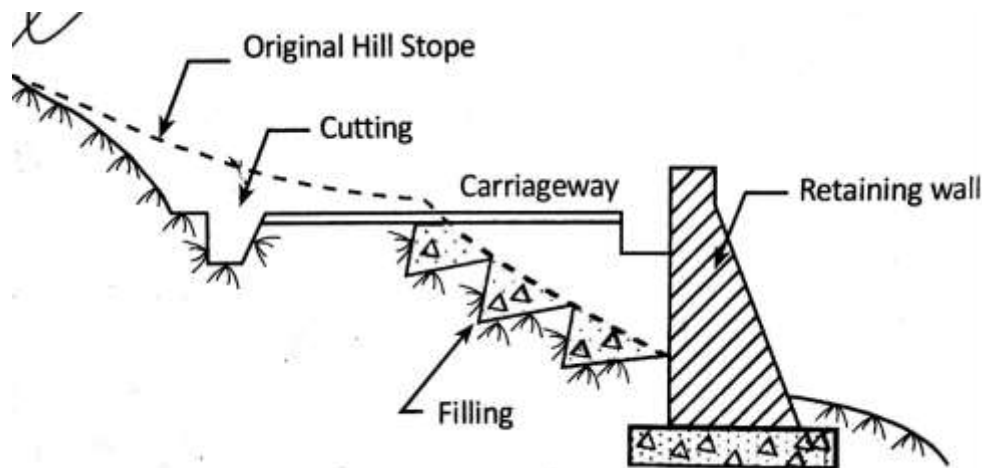 Original Hill Stope
Cutting
Carriageway
Retaining wall
Filling